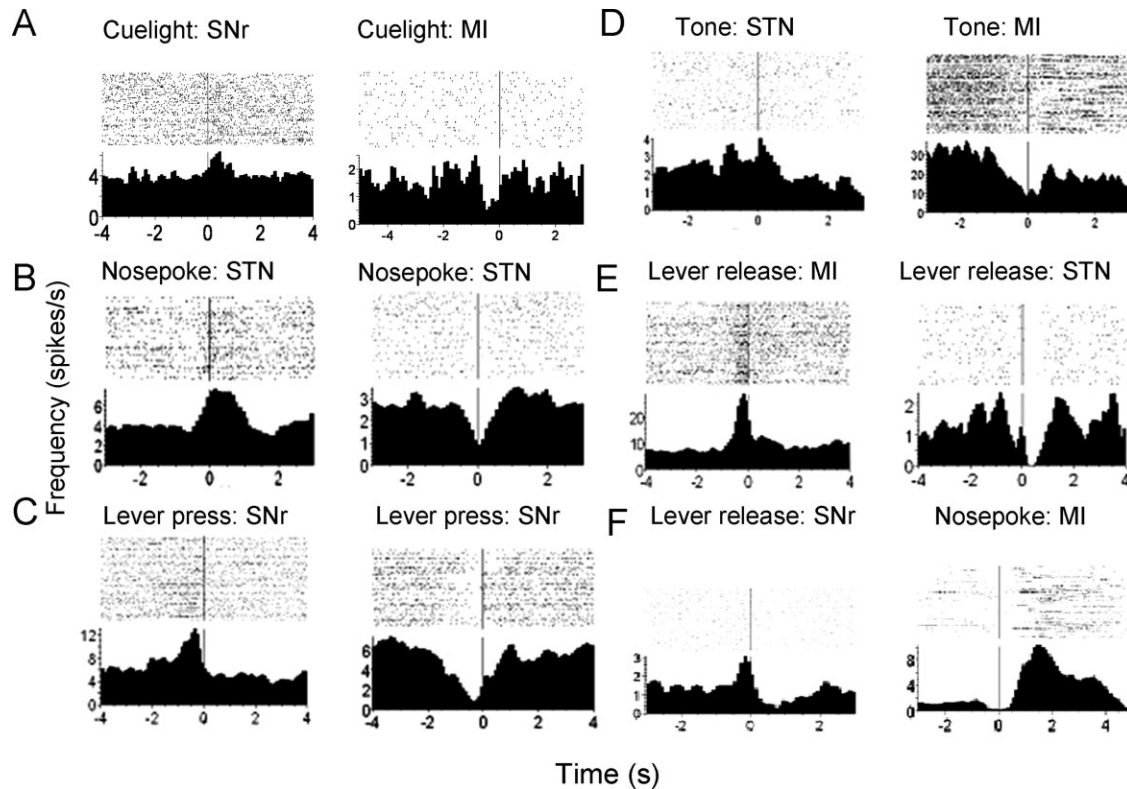 A
Cuelight: SNr
4
0
-4 -2 0 2 4
Cuelight: MI
2
1
0
-4 -2 0 2
B
Nosepoke: STN
6
4
2
0
-2 0 2
Nosepoke: STN
3
2
1
0
-2 0 2
C
Lever press: SNr
12
8
4
0
-4 -2 0 2 4
Lever press: SNr
6
4
2
0
-4 -2 0 2 4
D
Tone: STN
4
3
2
1
0
-2 0 2
Tone: MI
30
20
10
0
-2 0 2
E
Lever release: MI
20
10
-4 -2 0 2 4
Lever release: STN
2
1
0
-4 -2 0 2 4
F
Lever release: SNr
3
2
1
0
-2 0 2
Nosepoke: MI
8
4
0
-2 0 2 4
Frequency (spikes/s)
Time (s)